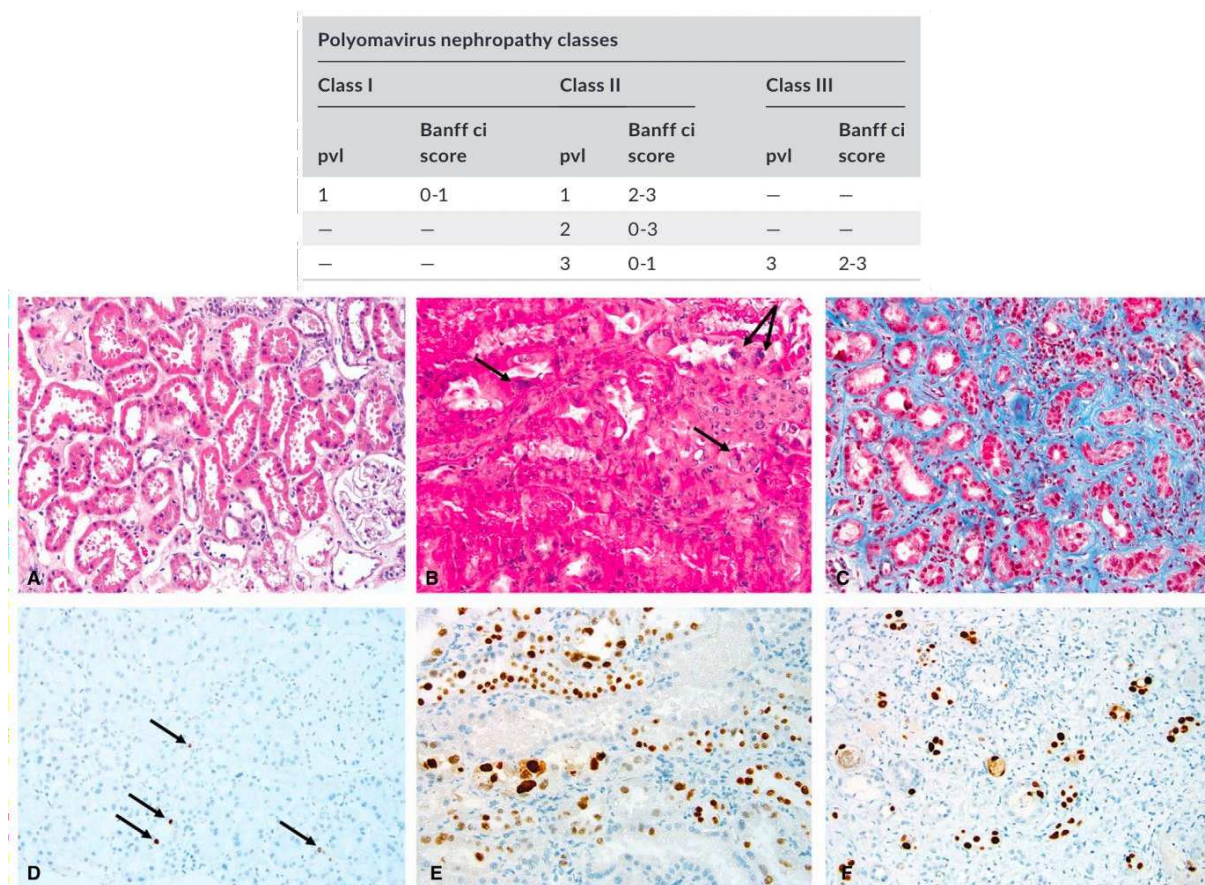 Polyomavirus nephropathy classes
Class I Class II Class III
pvl Banff ci score pvl Banff ci score pvl Banff ci score
1 0-1 1 2-3 — —
— — 2 0-3 — —
— — 3 0-1 3 2-3
A B C
D E F